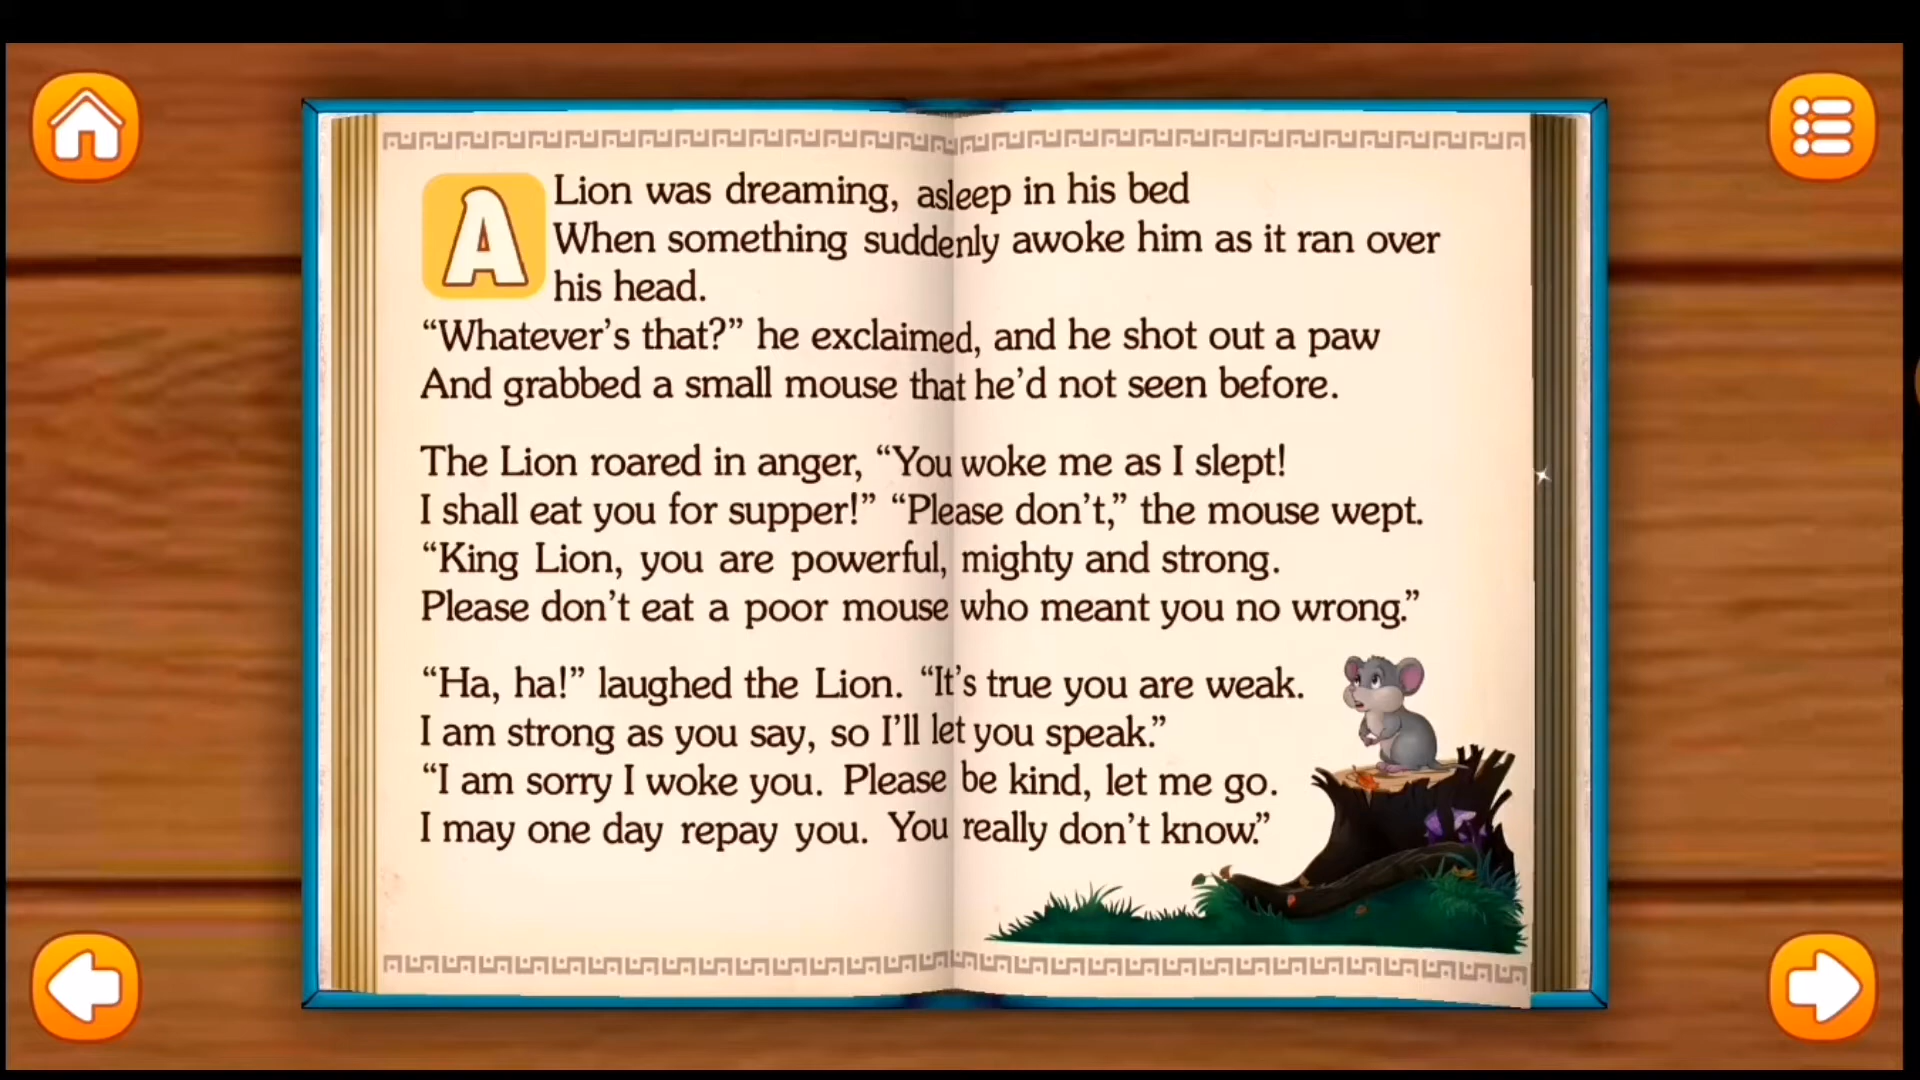 A Lion was dreaming, asleep in his bed
When something suddenly awoke him as it ran over
his head.
“Whatever’s that?” he exclaimed, and he shot out a paw
And grabbed a small mouse that he’d not seen before.
The Lion roared in anger, “You woke me as I slept!
I shall eat you for supper!” “Please don’t,” the mouse wept.
“King Lion, you are powerful, mighty and strong.
Please don’t eat a poor mouse who meant you no wrong.”
“Ha, ha!” laughed the Lion. “It’s true you are weak.
I am strong as you say, so I’ll let you speak.”
“I am sorry I woke you. Please be kind, let me go.
I may one day repay you. You really don’t know.”